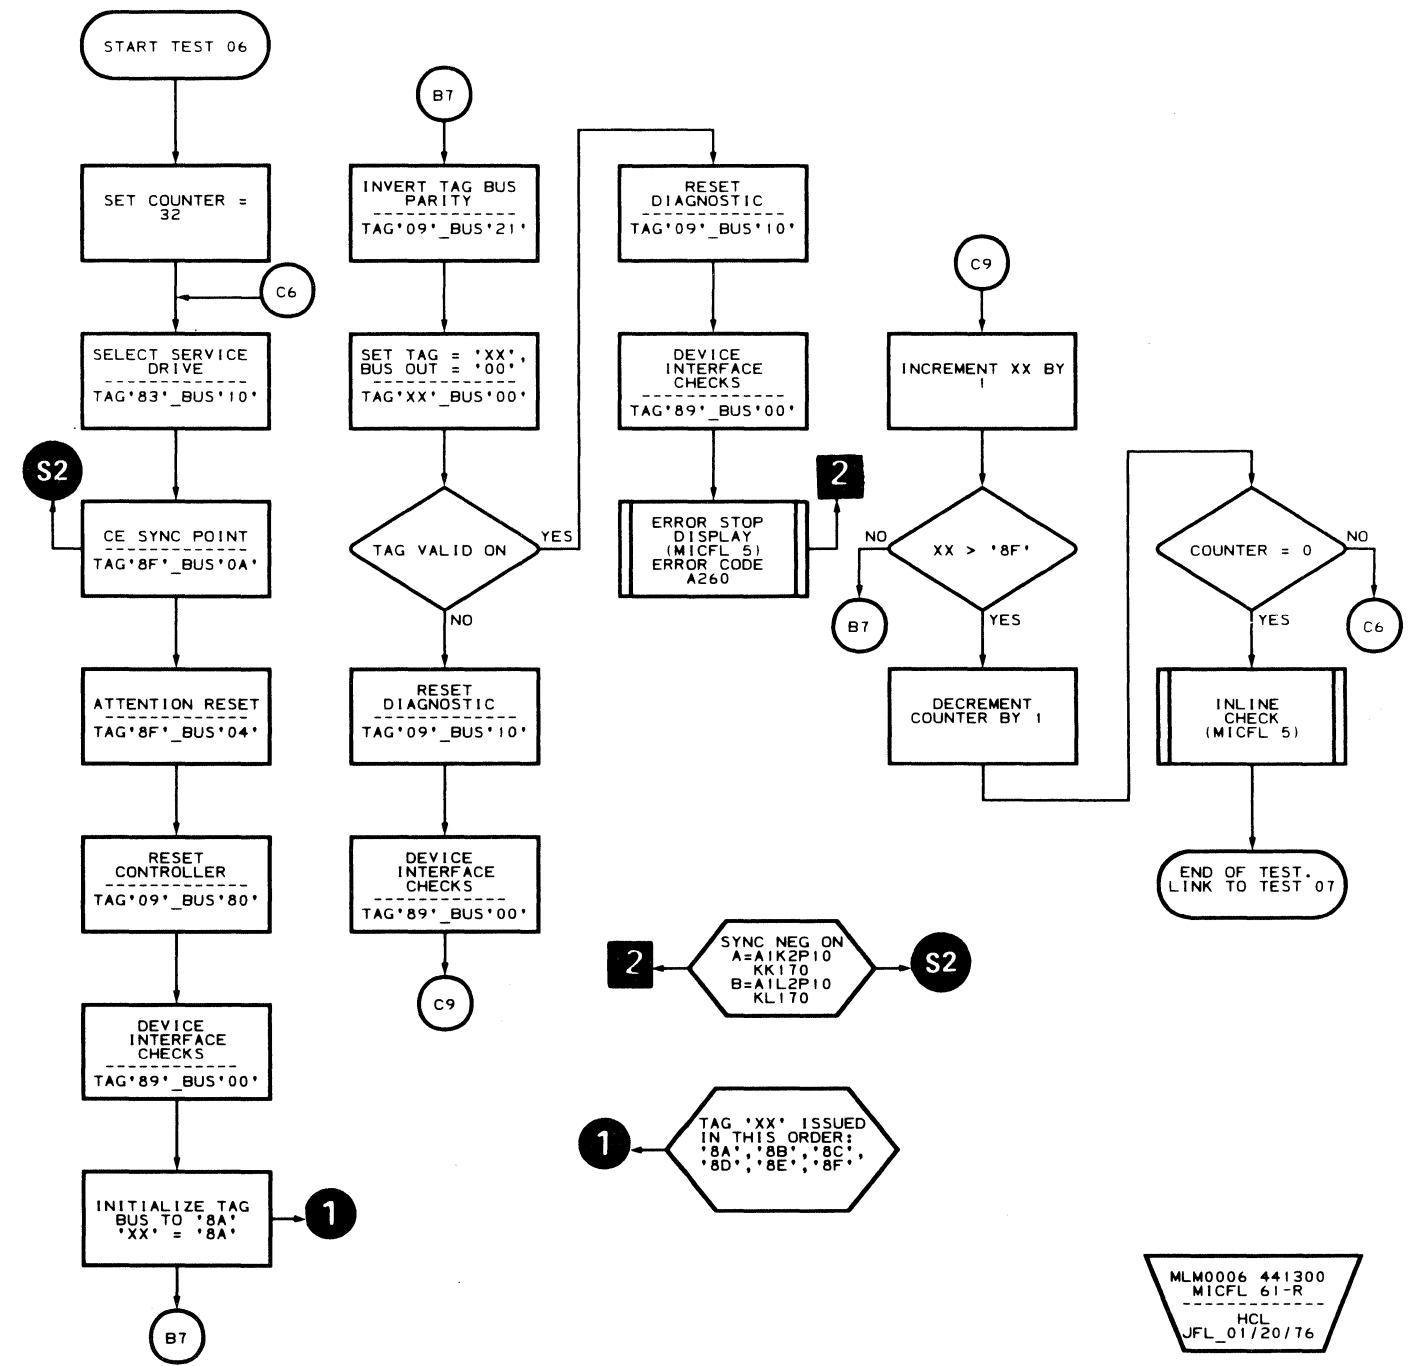 START TEST 06
SET COUNTER =
32
C6
SELECT SERVICE
DRIVE
TAG'83'_BUS'10'
S2
CE SYNC POINT
TAG'8F'_BUS'0A'
ATTENTION RESET
TAG'8F'_BUS'04'
RESET
CONTROLLER
TAG'09'_BUS'80'
DEVICE
INTERFACE
CHECKS
TAG'89'_BUS'00'
INITIALIZE TAG
BUS TO '8A'
'XX' = '8A'
1
B7
B7
INVERT TAG BUS
PARITY
TAG'09'_BUS'21'
SET TAG = 'XX',
BUS OUT = '00'
TAG'XX'_BUS'00'
TAG VALID ON
YES
NO
RESET
DIAGNOSTIC
TAG'09'_BUS'10'
DEVICE
INTERFACE
CHECKS
TAG'89'_BUS'00'
C9
RESET
DIAGNOSTIC
TAG'09'_BUS'10'
DEVICE
INTERFACE
CHECKS
TAG'89'_BUS'00'
2
ERROR STOP
DISPLAY
(MICFL 5)
ERROR CODE
A260
C9
INCREMENT XX BY
1
XX > '8F'
NO
B7
YES
DECREMENT
COUNTER BY 1
COUNTER = 0
NO
C6
YES
INLINE
CHECK
(MICFL 5)
END OF TEST.
LINK TO TEST 07
2
SYNC NEG ON
A=A1K2P10
KK170
B=A1L2P10
KL170
S2
1
TAG 'XX' ISSUED
IN THIS ORDER:
'8A','8B','8C',
'8D','8E','8F'
MLM0006 441300
MICFL 61-R
HCL
JFL_01/20/76